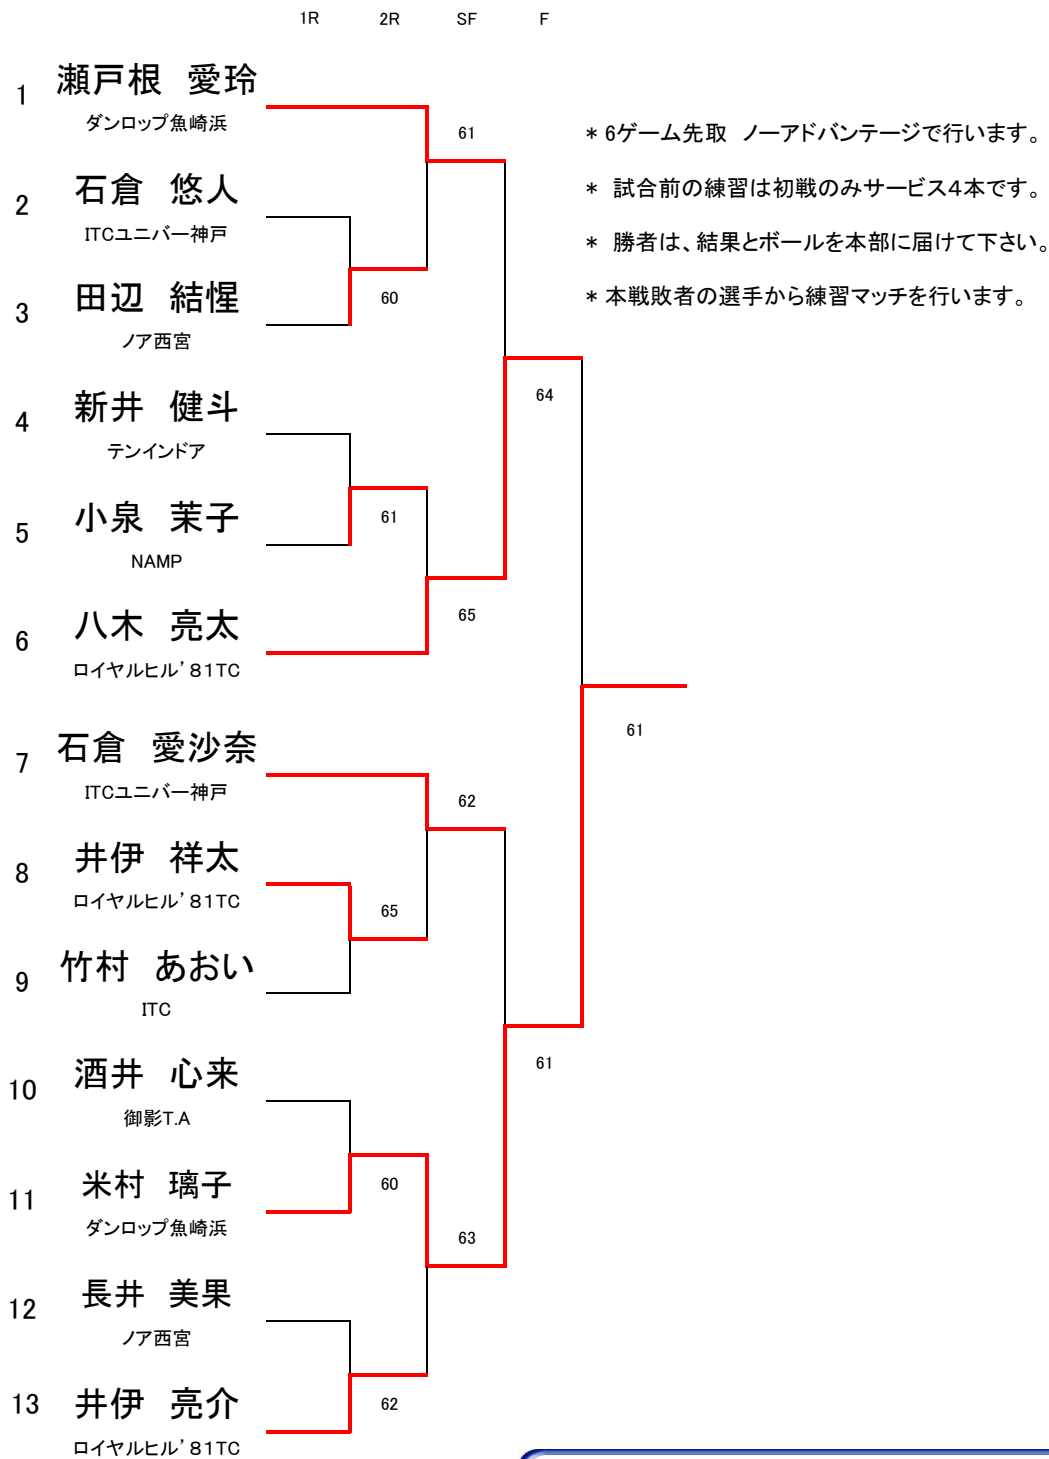 1R 2R SF F
1 瀬戸根　愛玲
ダンロップ魚崎浜
61
＊ 6ゲーム先取　ノーアドバンテージで行います。
2 石倉　悠人
ITCユニバー神戸
＊　試合前の練習は初戦のみサービス4本です。
＊　勝者は、結果とボールを本部に届けて下さい。
3 田辺　結惺
ノア西宮
60
＊ 本戦敗者の選手から練習マッチを行います。
4 新井　健斗
テンインドア
64
5 小泉　茉子
NAMP
61
6 八木　亮太
ロイヤルヒル’８１TC
65
61
7 石倉　愛沙奈
ITCユニバー神戸
62
8 井伊　祥太
ロイヤルヒル’８１TC
65
9 竹村　あおい
ITC
10 酒井　心来
御影T.A
61
11 米村　璃子
ダンロップ魚崎浜
60
63
12 長井　美果
ノア西宮
13 井伊　亮介
ロイヤルヒル’８１TC
62